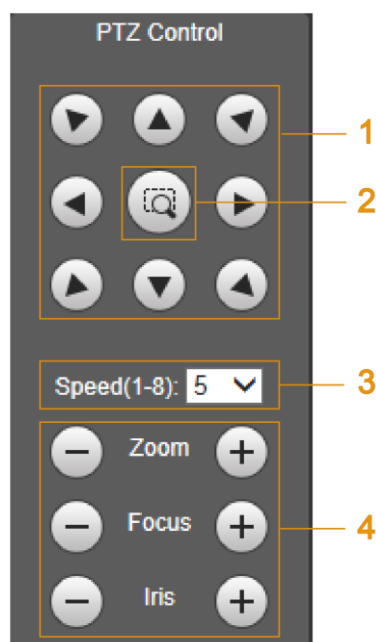 PTZ Control
1
2
Speed(1-8): 5
3
Zoom
Focus
4
Iris